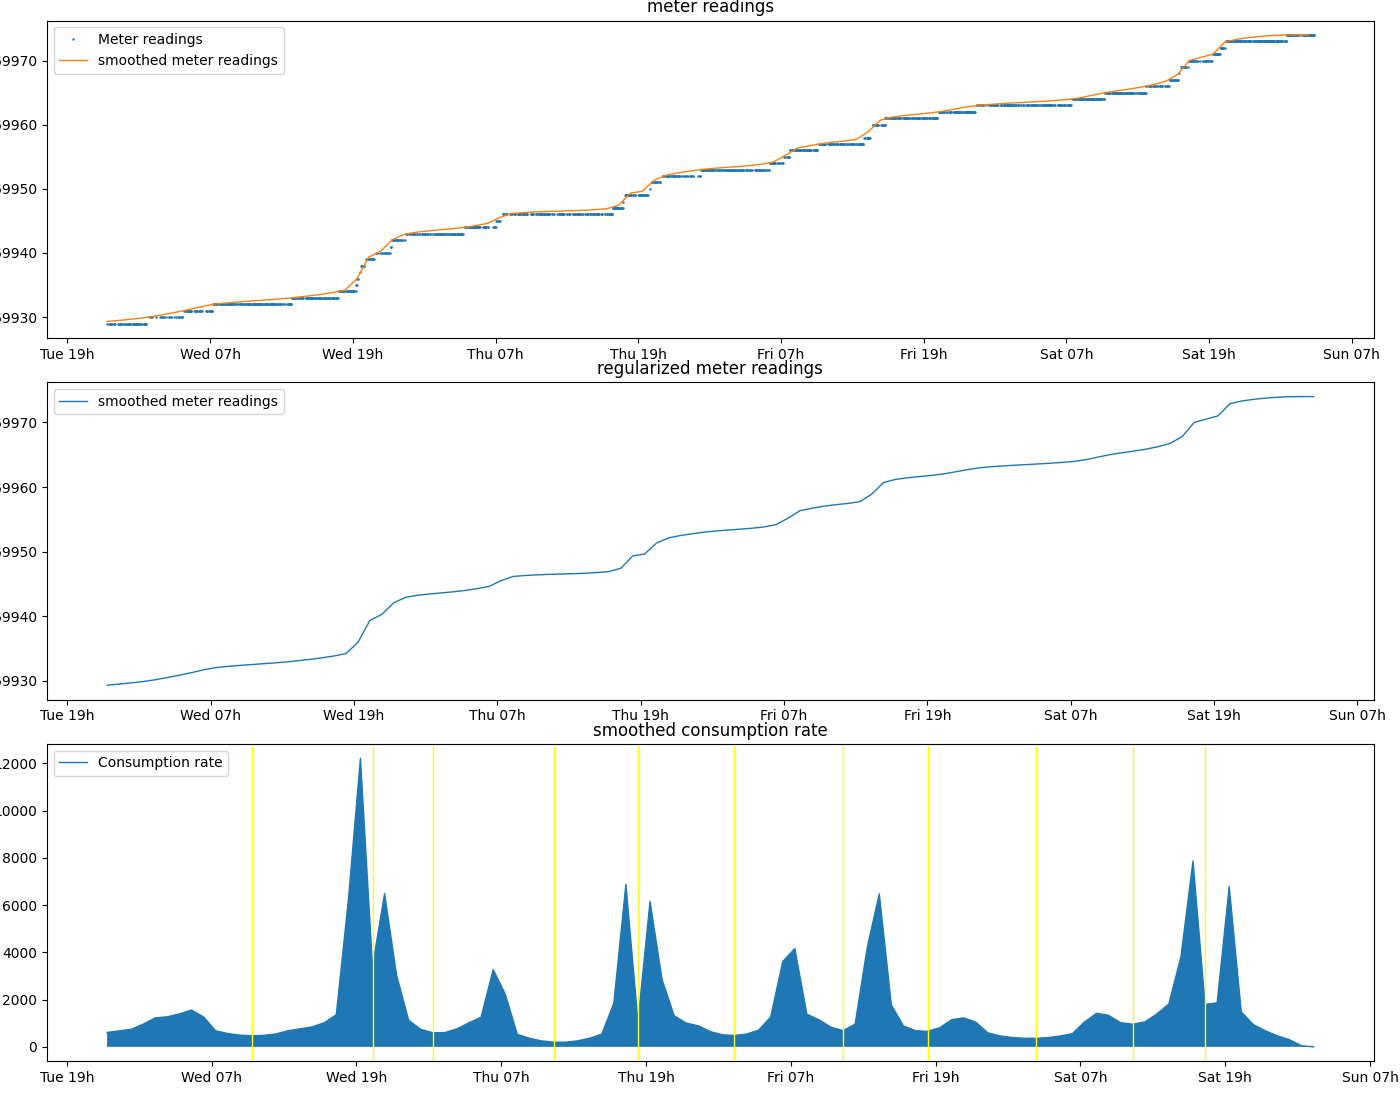 meter readings
Meter readings
smoothed meter readings
9970
9960
9950
9940
9930
Tue 19h Wed 07h Wed 19h Thu 07h Thu 19h Fri 07h Fri 19h Sat 07h Sat 19h Sun 07h
regularized meter readings
smoothed meter readings
9970
9960
9950
9940
9930
Tue 19h Wed 07h Wed 19h Thu 07h Thu 19h Fri 07h Fri 19h Sat 07h Sat 19h Sun 07h
smoothed consumption rate
Consumption rate
12000
10000
8000
6000
4000
2000
0
Tue 19h Wed 07h Wed 19h Thu 07h Thu 19h Fri 07h Fri 19h Sat 07h Sat 19h Sun 07h